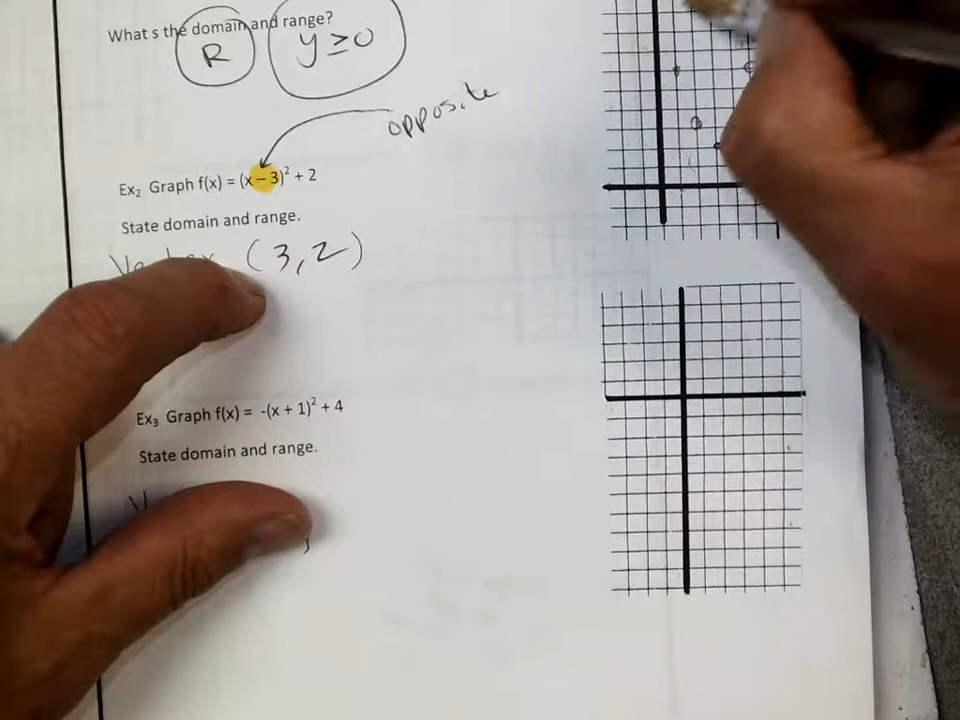 What s the domain and range?
R y ≥ 0
opposite
Ex₂ Graph f(x) = (x – 3)² + 2
State domain and range.
(3,2)
Ex₃ Graph f(x) = -(x + 1)² + 4
State domain and range.